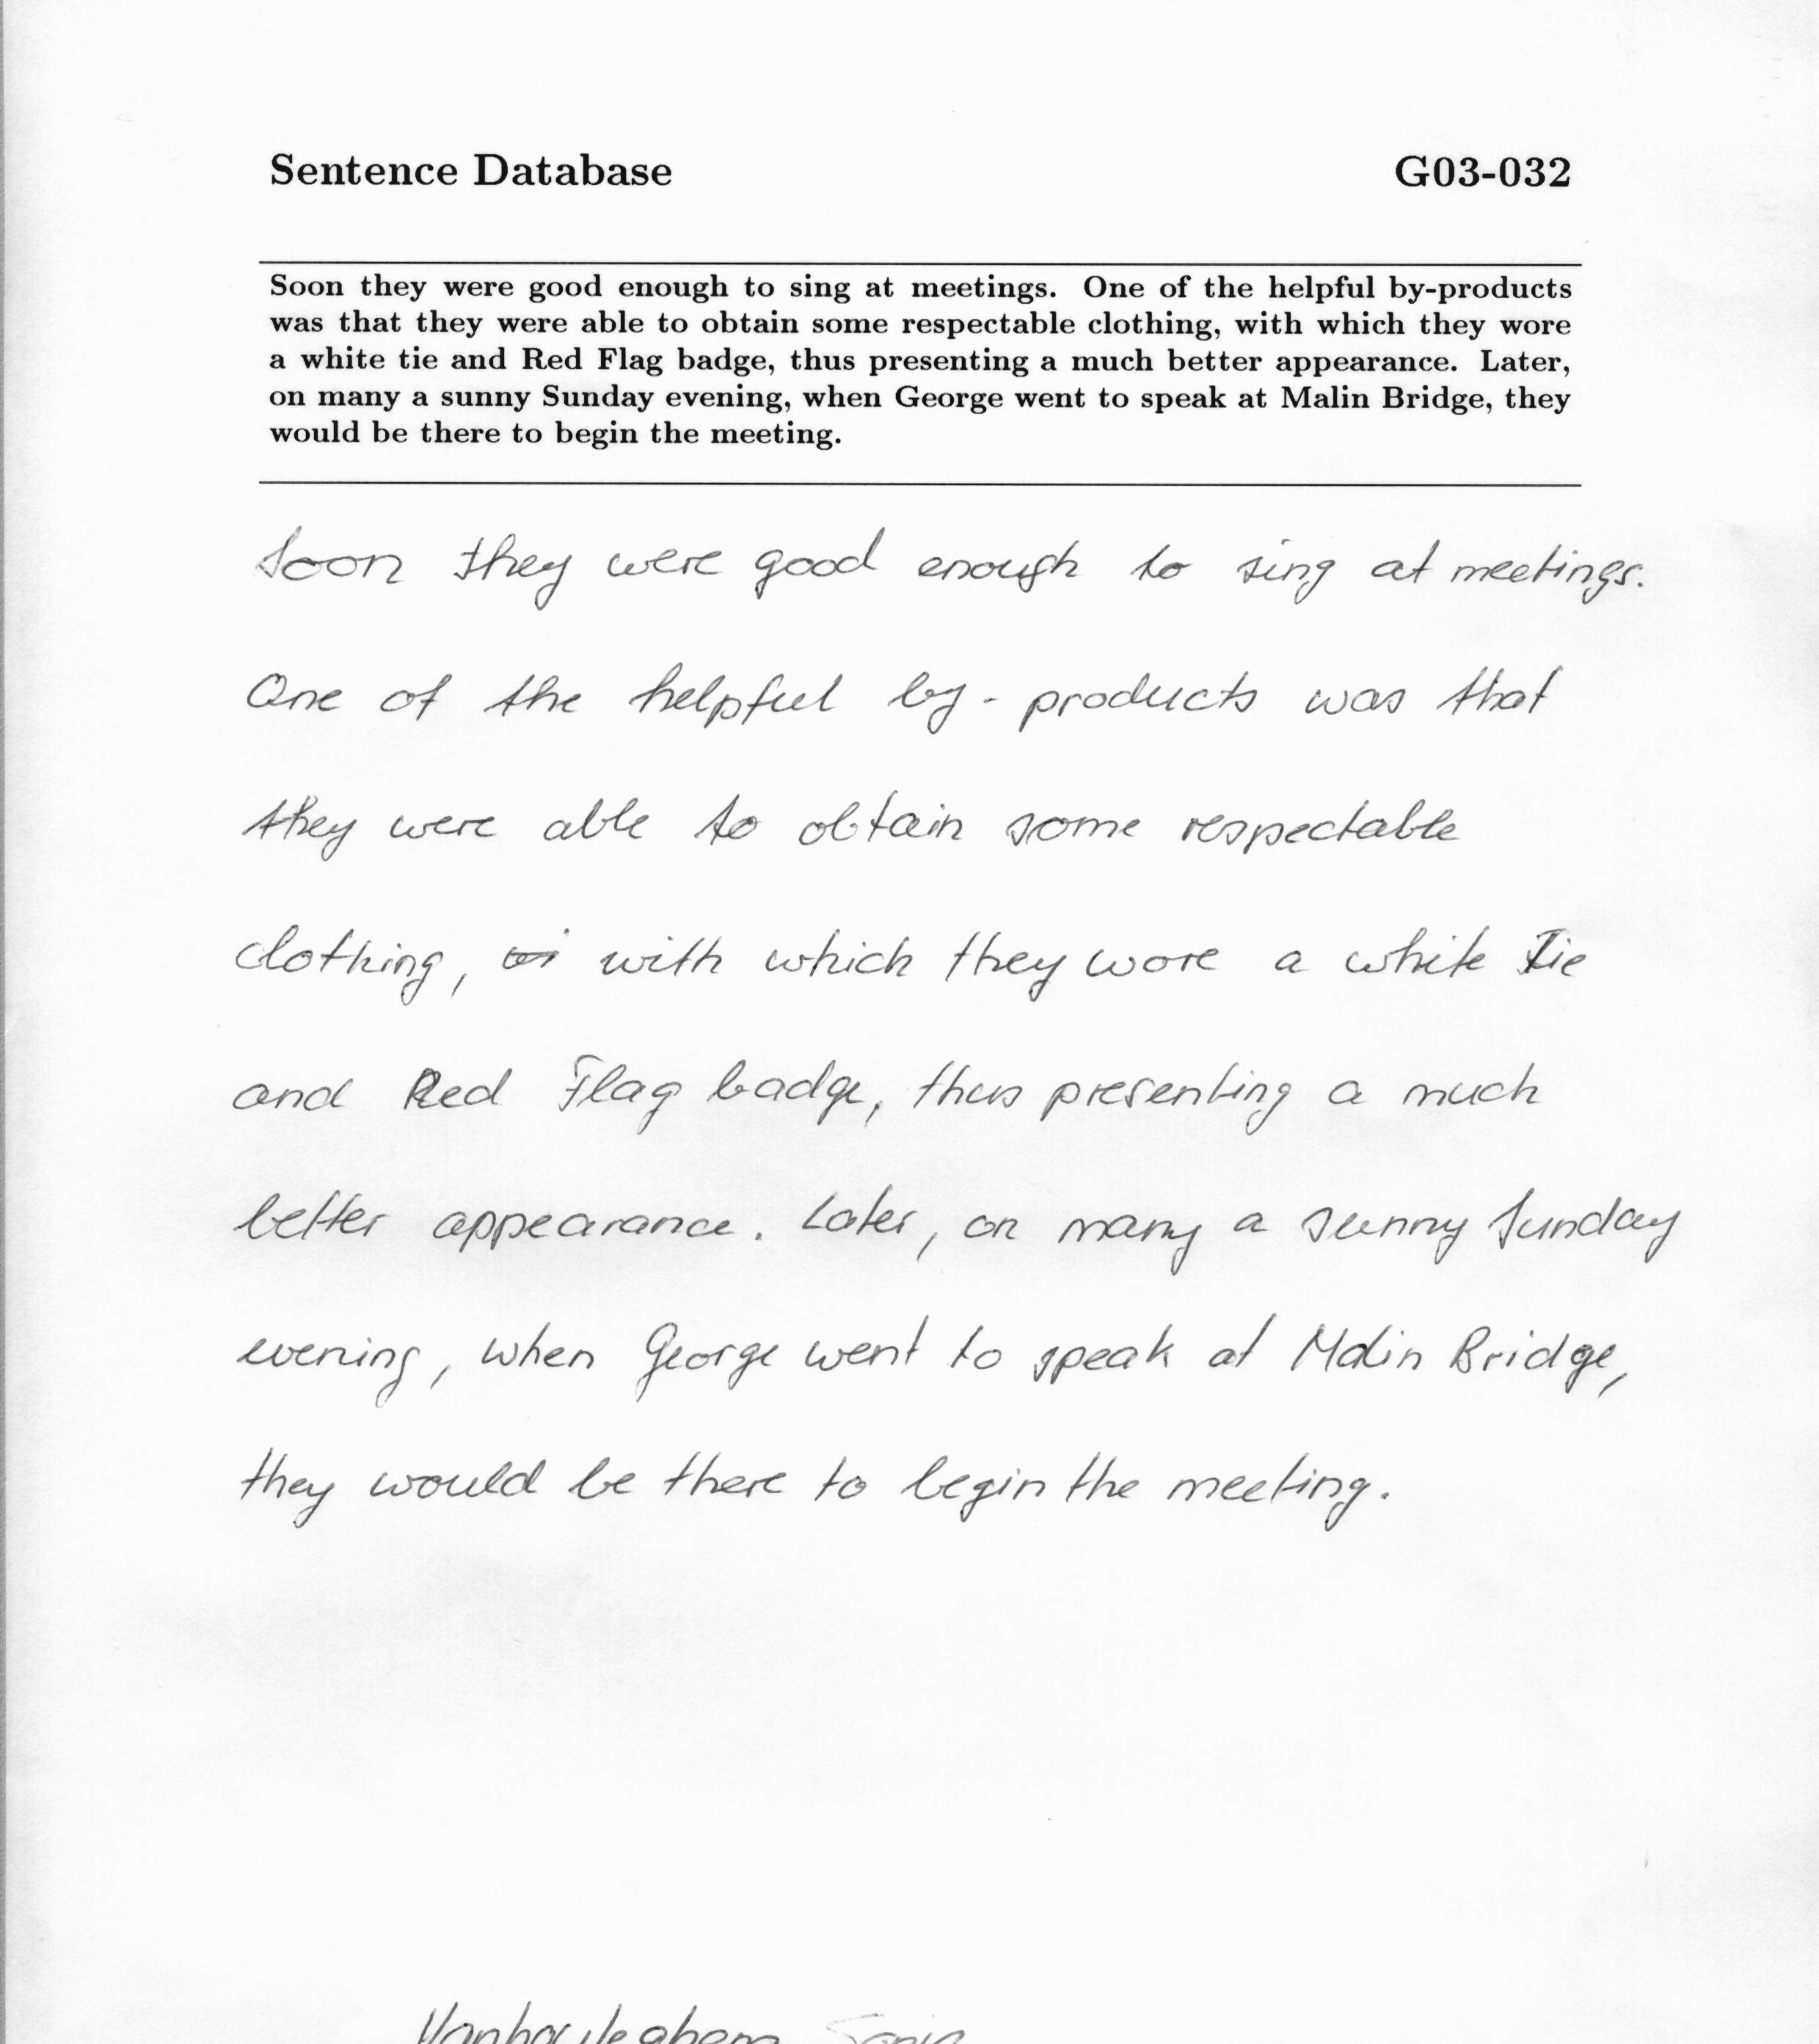 Sentence Database G03-032
Soon they were good enough to sing at meetings. One of the helpful by-products
was that they were able to obtain some respectable clothing, with which they wore
a white tie and Red Flag badge, thus presenting a much better appearance. Later,
on many a sunny Sunday evening, when George went to speak at Malin Bridge, they
would be there to begin the meeting.
Soon they were good enough to sing at meetings.
One of the helpful by-products was that
they were able to obtain some respectable
clothing, with which they wore a white tie
and Red Flag badge, thus presenting a much
better appearance. Later, on many a sunny Sunday
evening, when George went to speak at Malin Bridge,
they would be there to begin the meeting.